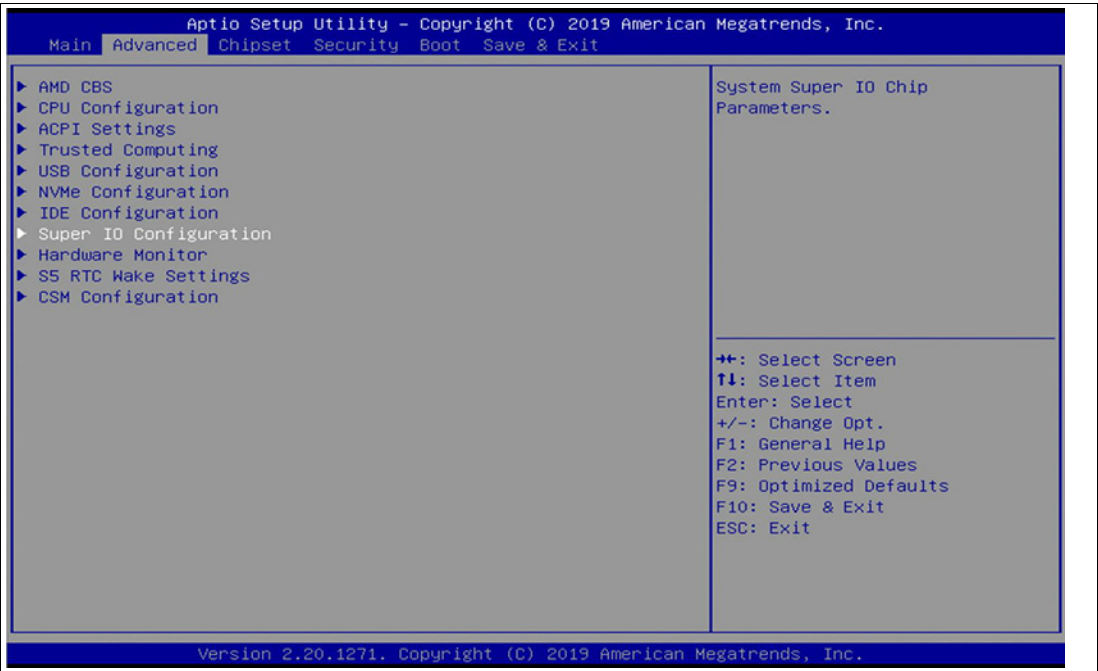 Aptio Setup Utility – Copyright (C) 2019 American Megatrends, Inc.
Main Advanced Chipset Security Boot Save & Exit
► AMD CBS
► CPU Configuration
► ACPI Settings
► Trusted Computing
► USB Configuration
► NVMe Configuration
► IDE Configuration
► Super IO Configuration
► Hardware Monitor
► S5 RTC Wake Settings
► CSM Configuration
System Super IO Chip
Parameters.
→←: Select Screen
↑↓: Select Item
Enter: Select
+/-: Change Opt.
F1: General Help
F2: Previous Values
F9: Optimized Defaults
F10: Save & Exit
ESC: Exit
Version 2.20.1271. Copyright (C) 2019 American Megatrends, Inc.